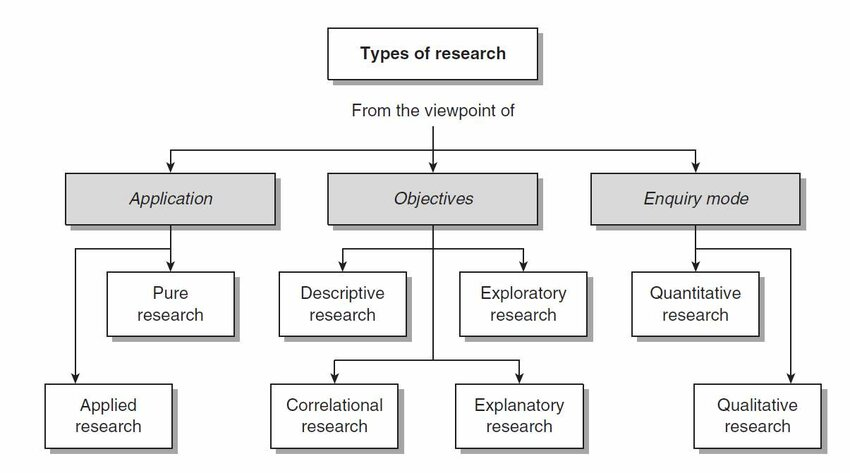 Types of research
From the viewpoint of
Application
Objectives
Enquiry mode
Pure
research
Descriptive
research
Exploratory
research
Quantitative
research
Applied
research
Correlational
research
Explanatory
research
Qualitative
research